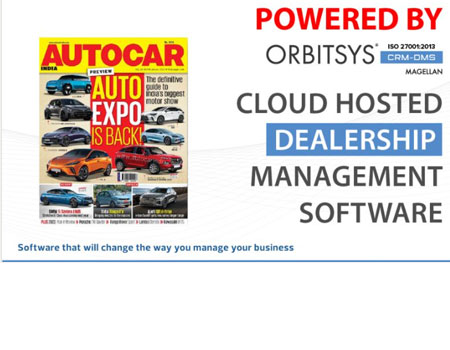 POWERED BY
ORBITSYS®
ISO 27001:2013
CRM-DMS
MAGELLAN
CLOUD HOSTED
DEALERSHIP
MANAGEMENT
SOFTWARE
AUTOCAR
INDIA
PREVIEW
AUTO
EXPO
IS BACK!
The definitive
guide to
India's biggest
motor show
Software that will change the way you manage your business